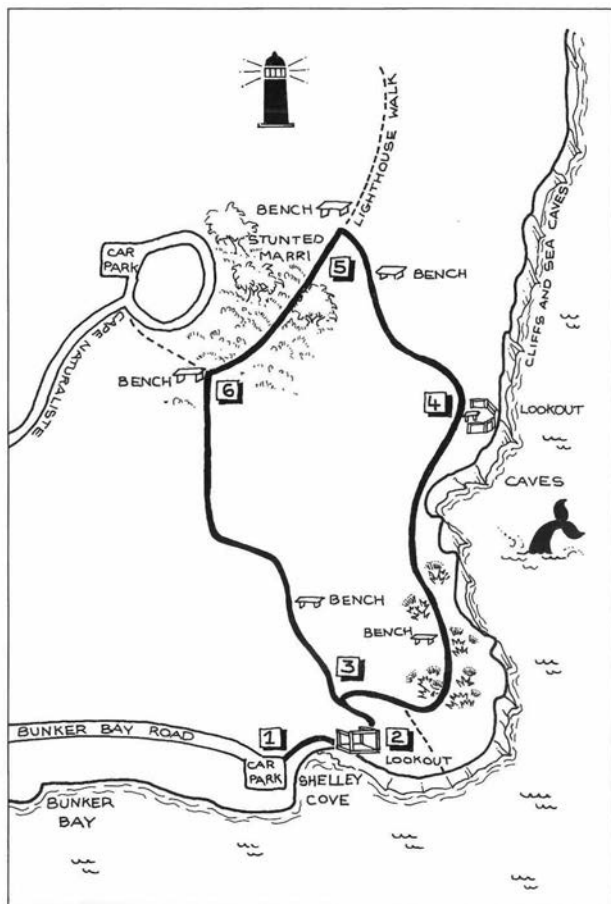 LIGHTHOUSE WALK
BENCH
STUNTED
MARRI
CAR
PARK
5
BENCH
CLIFFS AND SEA CAVES
CAPE NATURALISTE
BENCH
6
4
LOOKOUT
CAVES
BENCH
BENCH
3
BUNKER BAY ROAD
1
2
CAR
PARK
LOOKOUT
SHELLEY
COVE
BUNKER
BAY